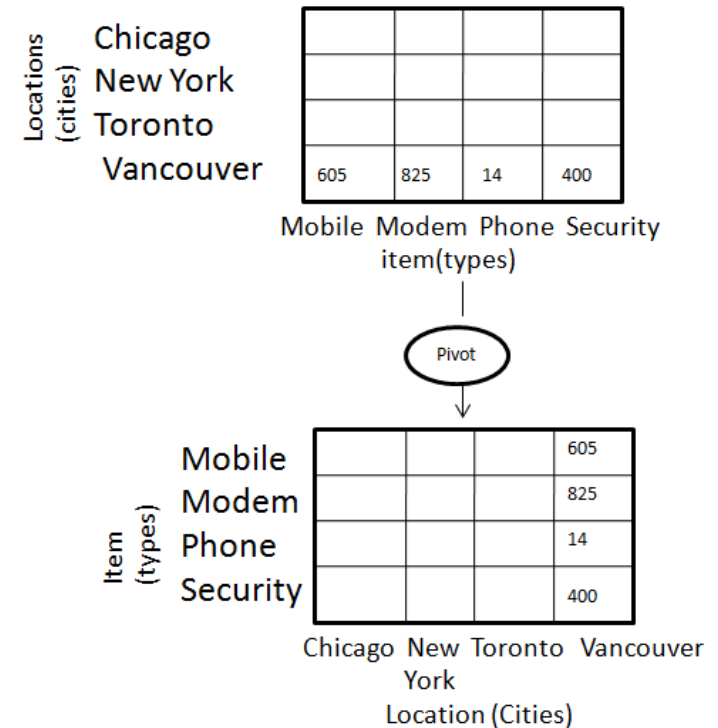 Locations
(cities)
Chicago
New York
Toronto
Vancouver
605 825 14 400
Mobile Modem Phone Security
item(types)
Pivot
Item
(types)
Mobile 605
Modem 825
Phone 14
Security 400
Chicago New Toronto Vancouver
York
Location (Cities)